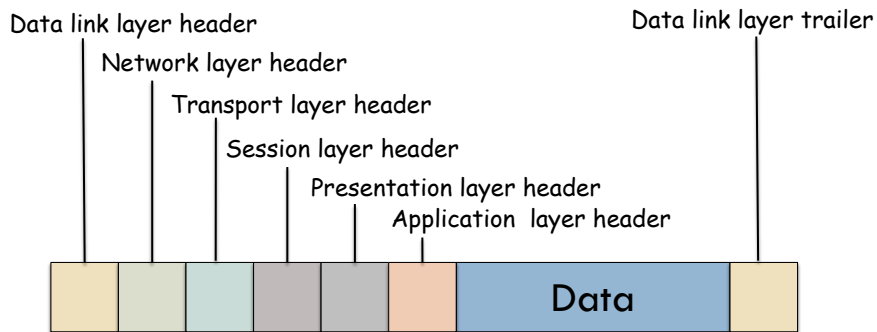 Data link layer header
Data link layer trailer
Network layer header
Transport layer header
Session layer header
Presentation layer header
Application layer header
Data